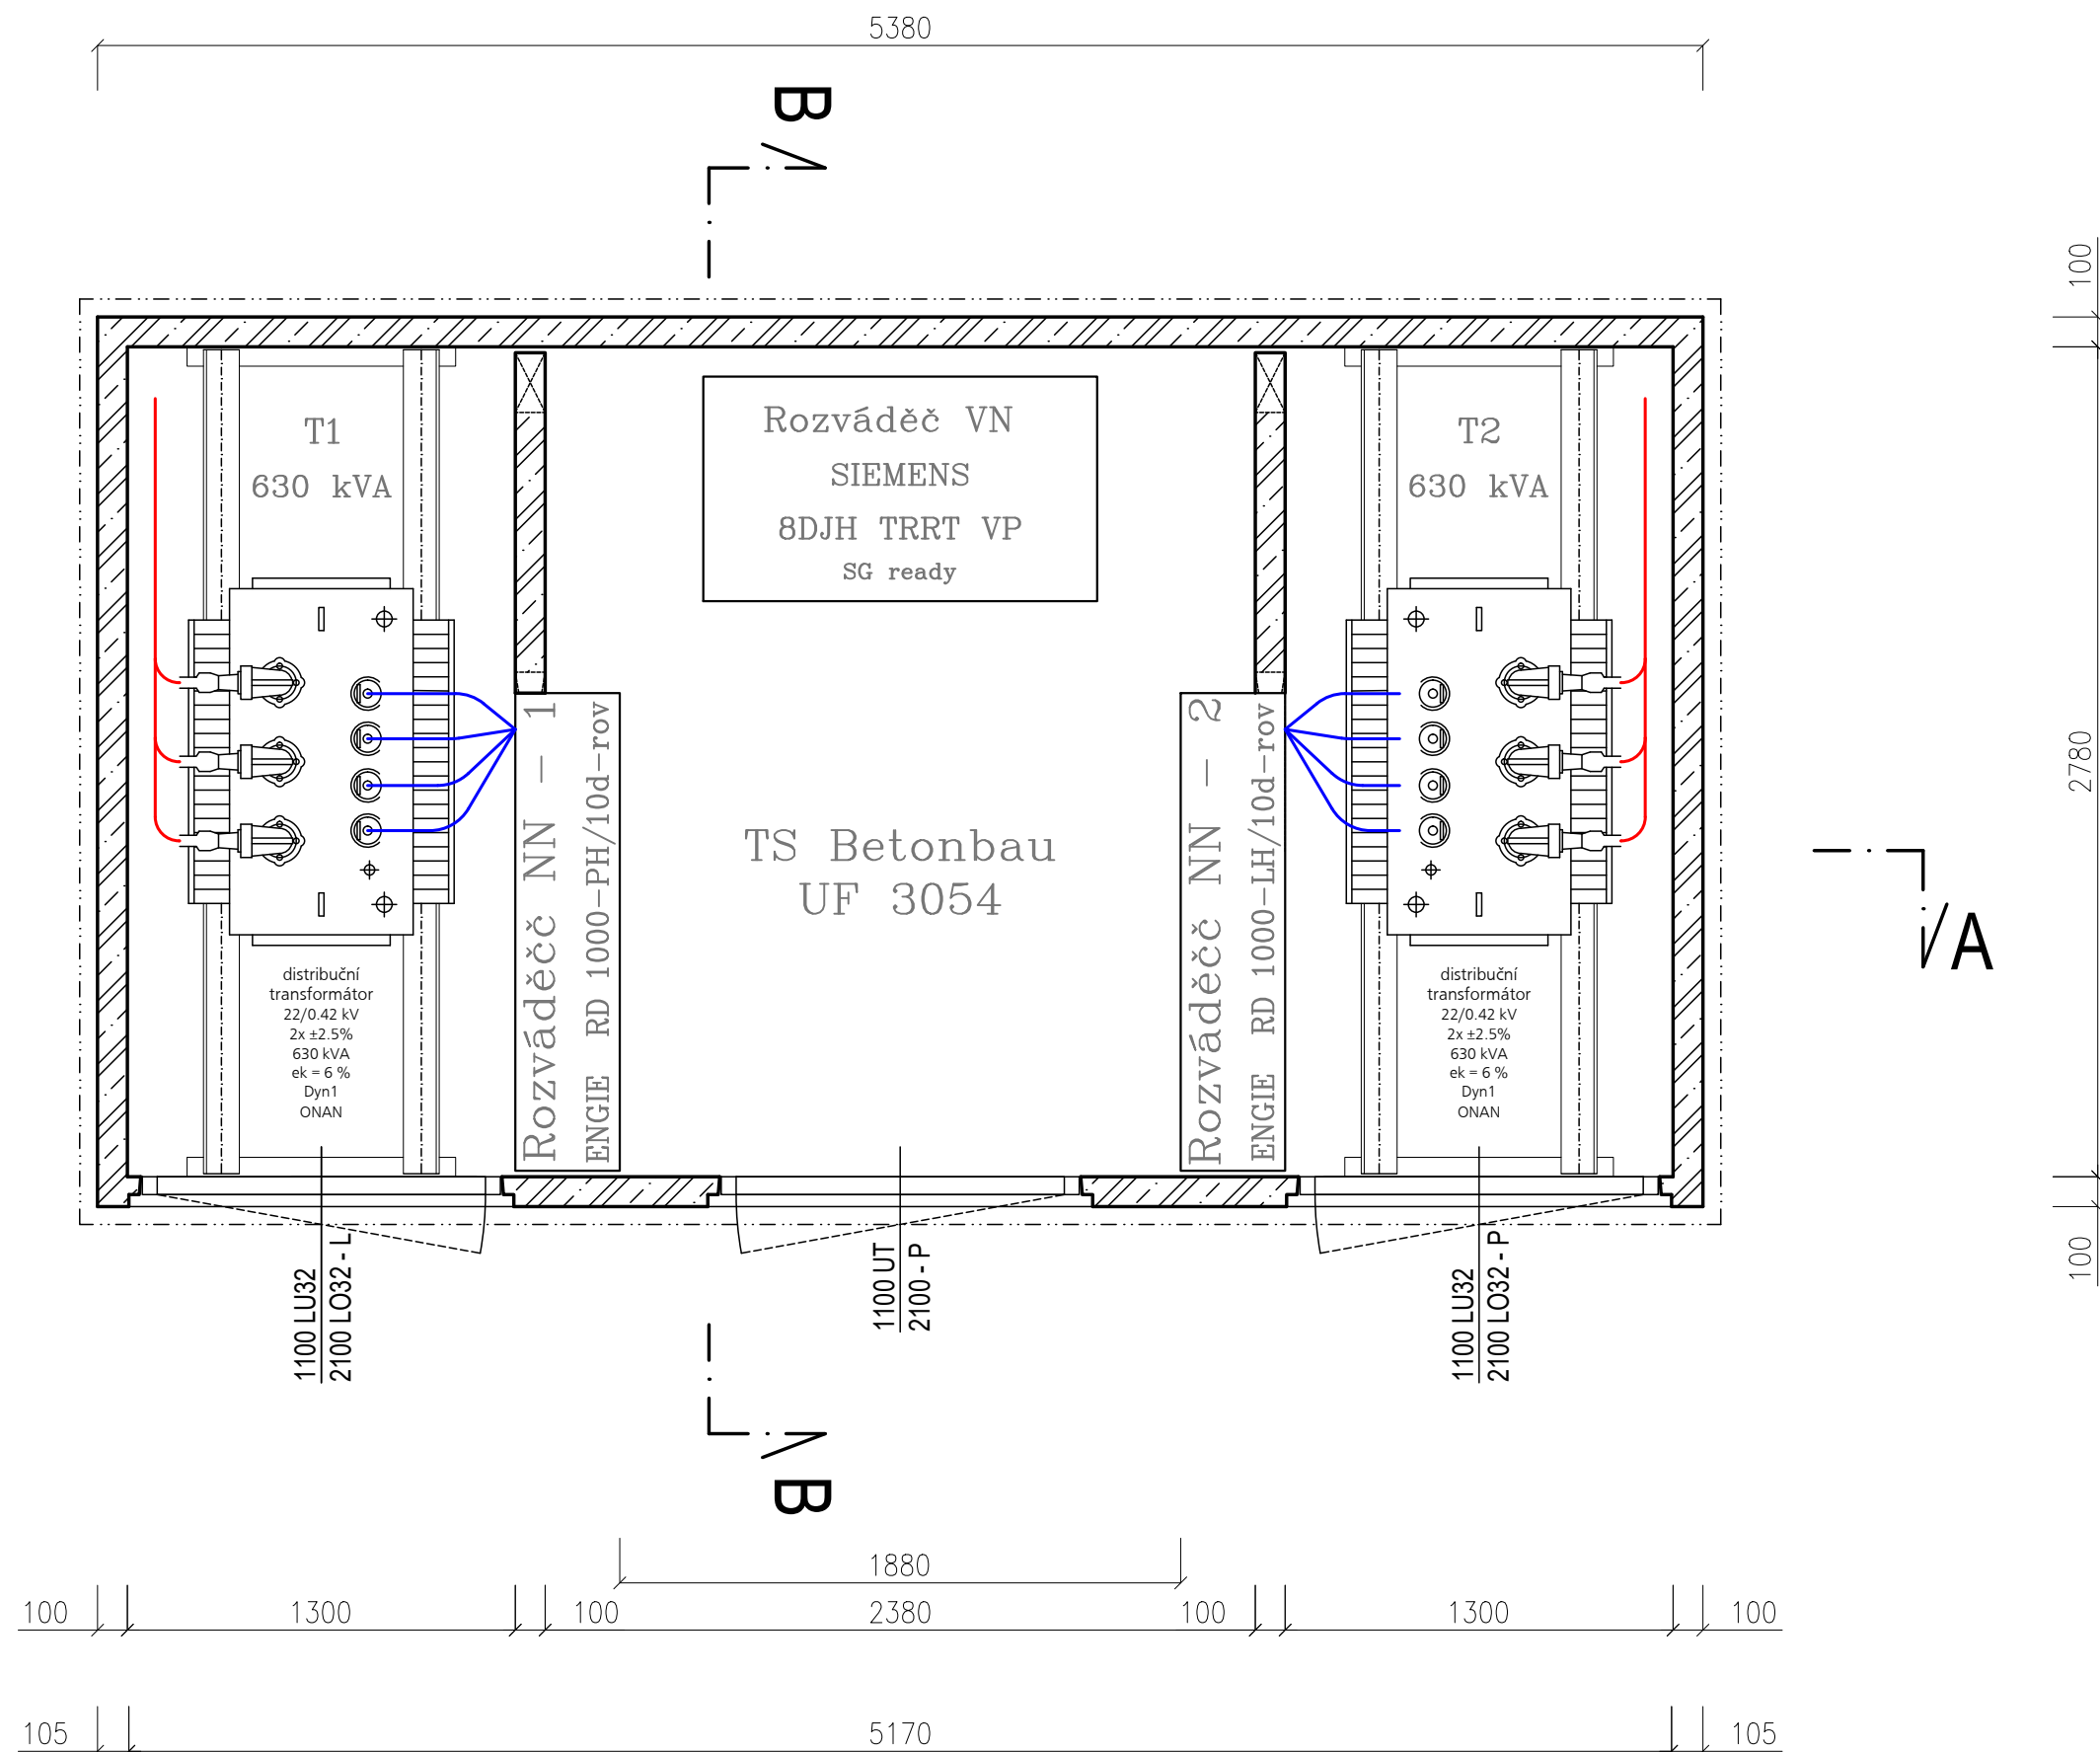 5380
B
100
T1
630 kVA
Rozváděč VN
SIEMENS
8DJH TRRT VP
SG ready
T2
630 kVA
Rozváděčč NN - 1
ENGIE RD 1000-PH/10d-rov
TS Betonbau
UF 3054
Rozváděčč NN - 2
ENGIE RD 1000-LH/10d-rov
2780
A
distribuční
transformátor
22/0.42 kV
2x ±2.5%
630 kVA
ek = 6 %
Dyn1
ONAN
distribuční
transformátor
22/0.42 kV
2x ±2.5%
630 kVA
ek = 6 %
Dyn1
ONAN
100
1100 LU32
2100 LO32 - L
1100 UT
2100 - P
1100 LU32
2100 LO32 - P
B
1880
100 1300 100 2380 100 1300 100
105 5170 105